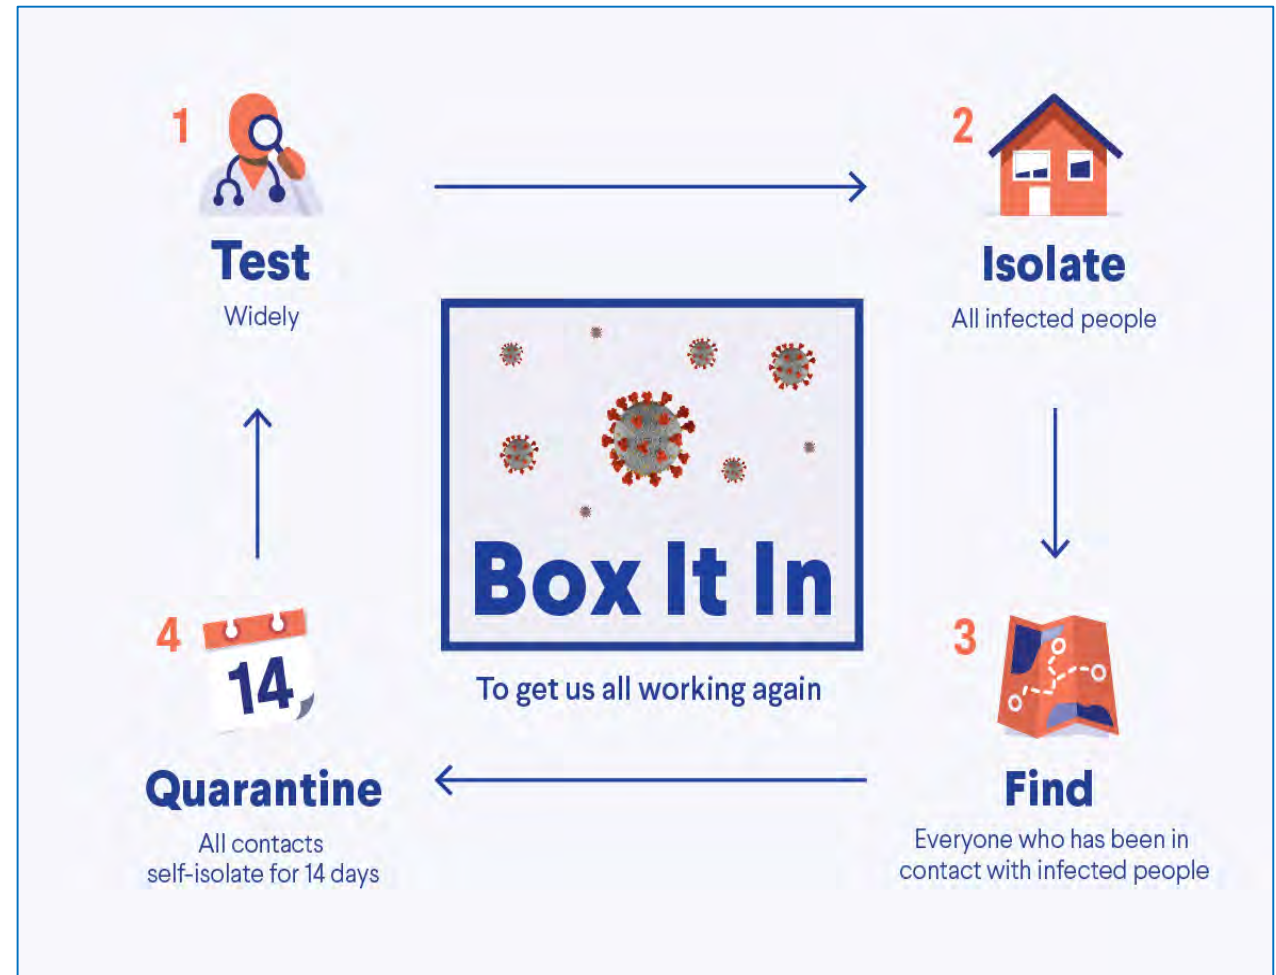 1
Test
Widely
2
Isolate
All infected people
Box It In
To get us all working again
4
14
Quarantine
All contacts
self-isolate for 14 days
3
Find
Everyone who has been in
contact with infected people